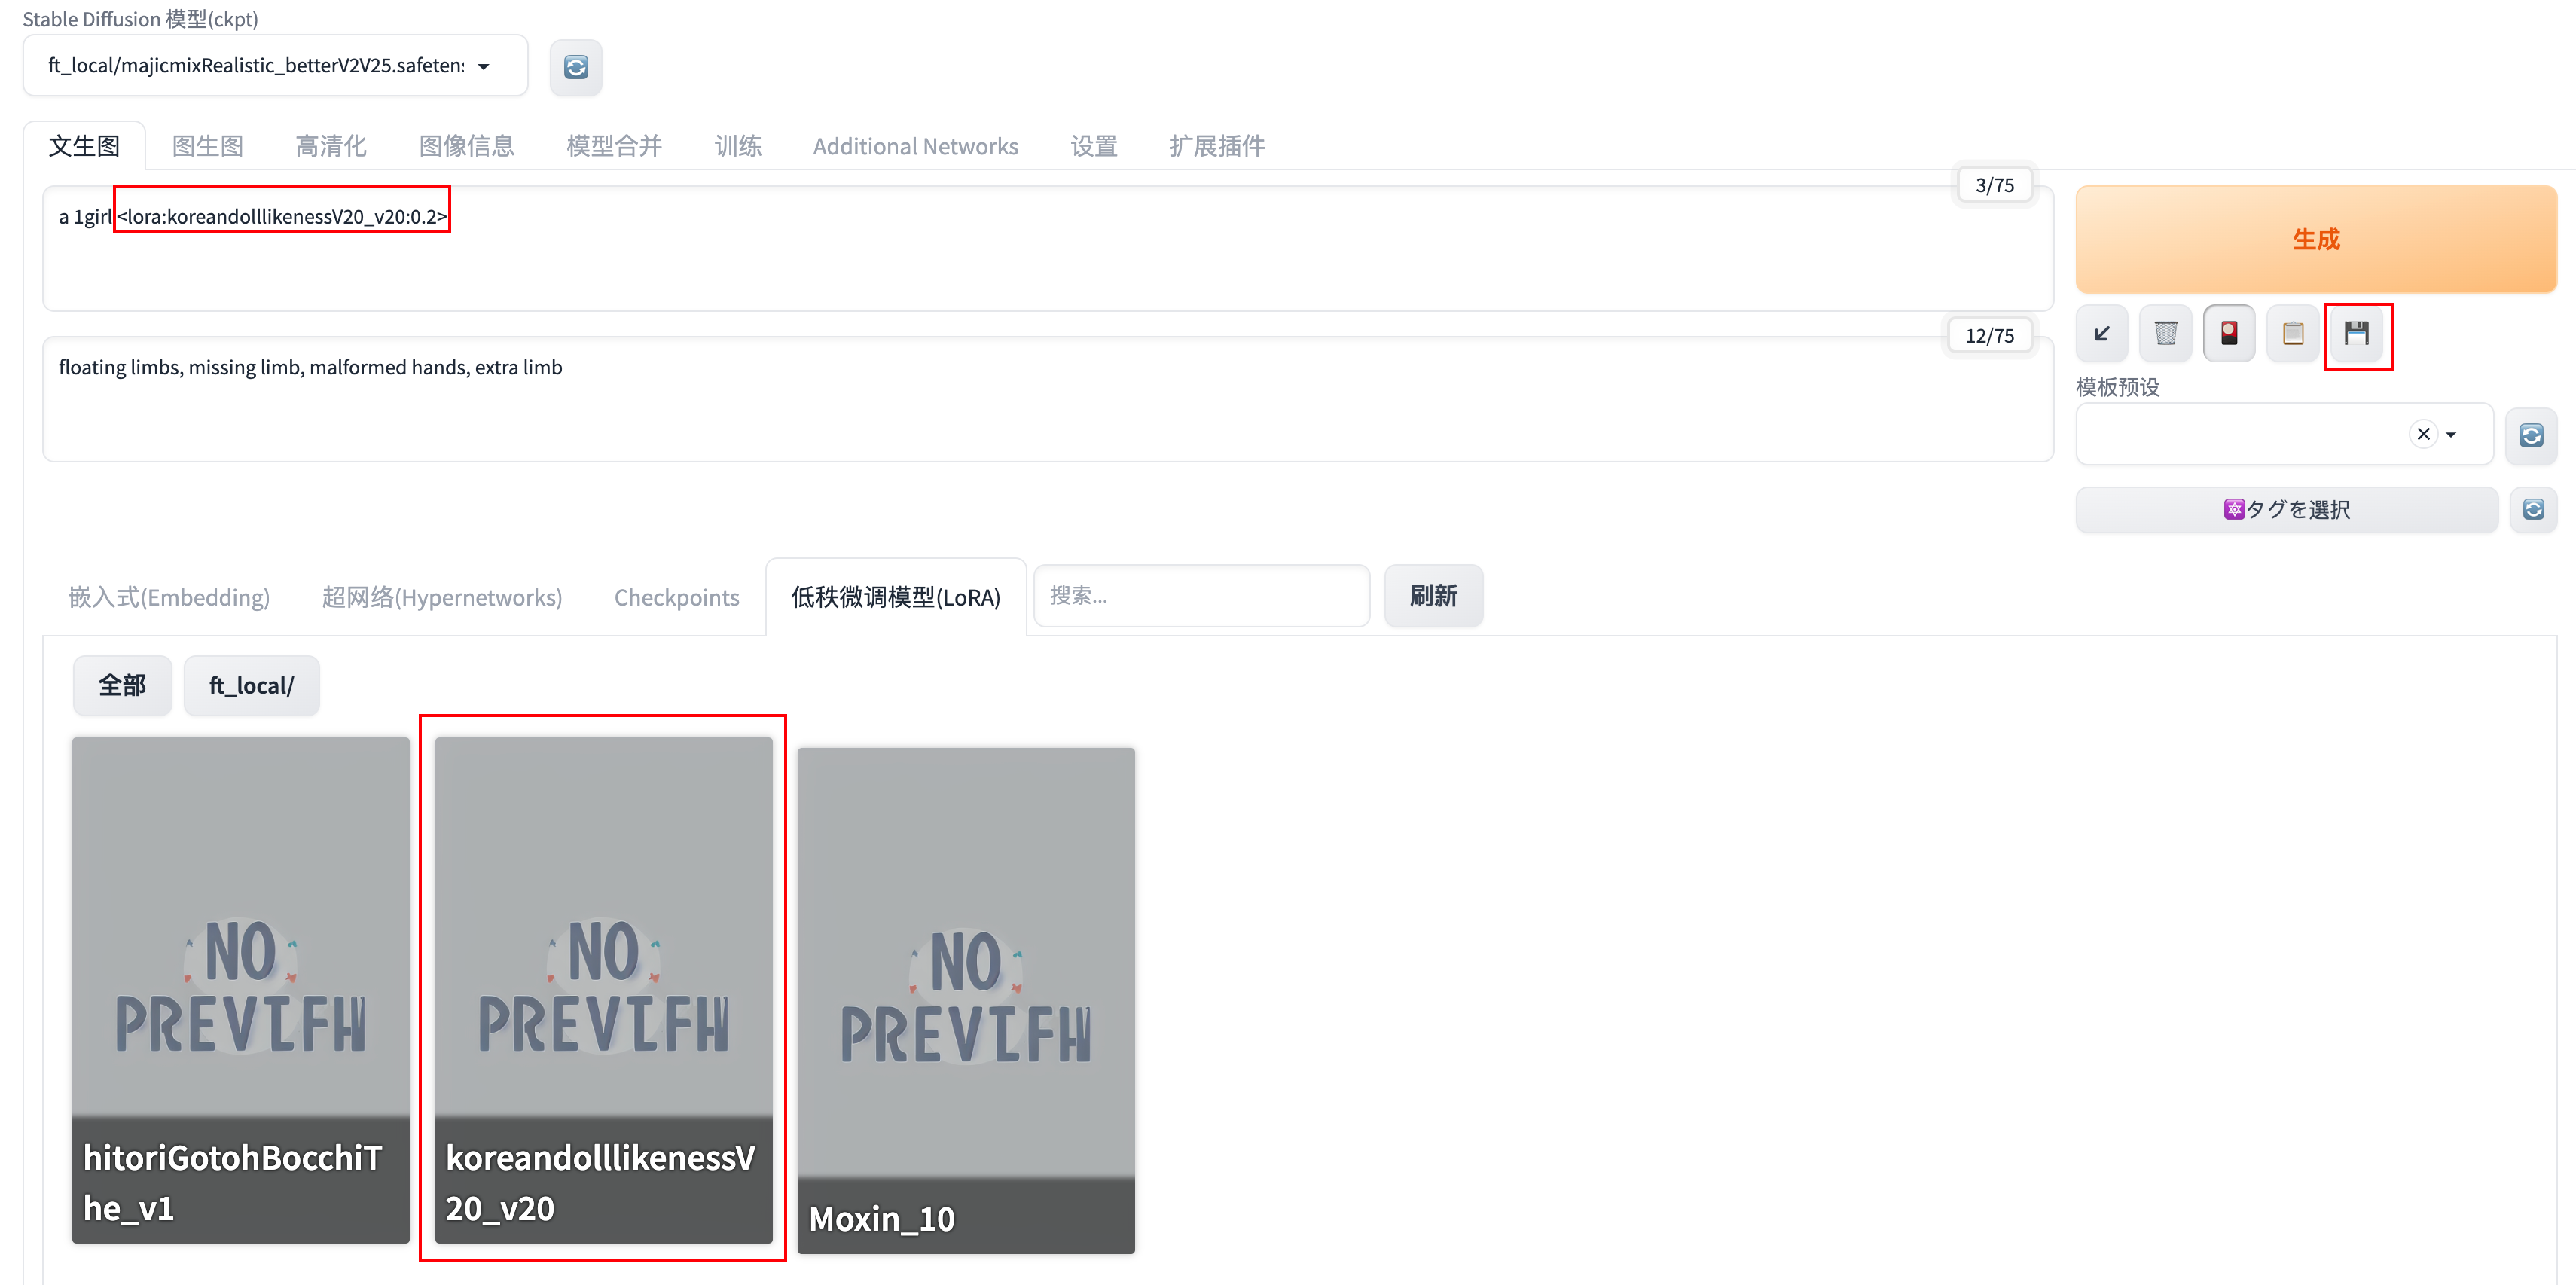 Stable Diffusion 模型(ckpt)
ft_local/majicmixRealistic_betterV2V25.safeten
文生图 图生图 高清化 图像信息 模型合并 训练 Additional Networks 设置 扩展插件
3/75
a 1girl<lora:koreandolllikenessV20_v20:0.2>
生成
12/75
floating limbs, missing limb, malformed hands, extra limb
模板预设
タグを選択
嵌入式(Embedding) 超网络(Hypernetworks) Checkpoints 低秩微调模型(LoRA) 搜索... 刷新
全部 ft_local/
NO
PREVIEW
hitoriGotohBocchiT
he_v1
NO
PREVIEW
koreandolllikenessV
20_v20
NO
PREVIEW
Moxin_10